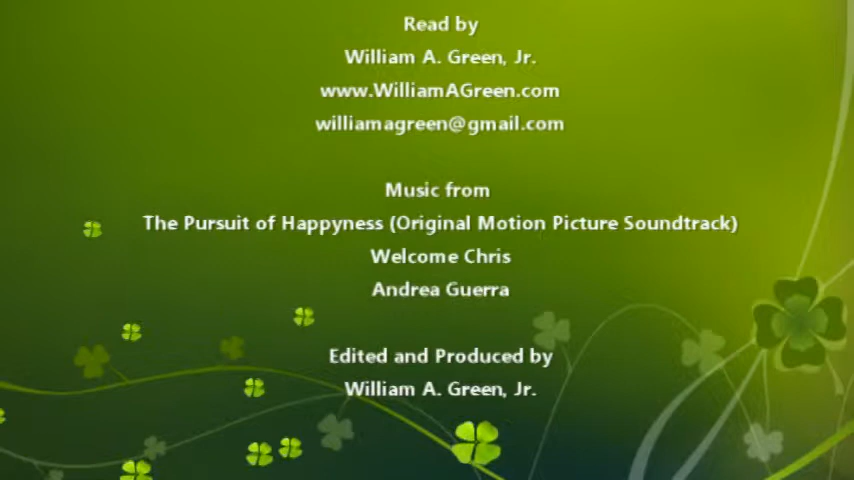 Read by
William A. Green, Jr.
www.WilliamAGreen.com
williamagreen@gmail.com
Music from
The Pursuit of Happyness (Original Motion Picture Soundtrack)
Welcome Chris
Andrea Guerra
Edited and Produced by
William A. Green, Jr.